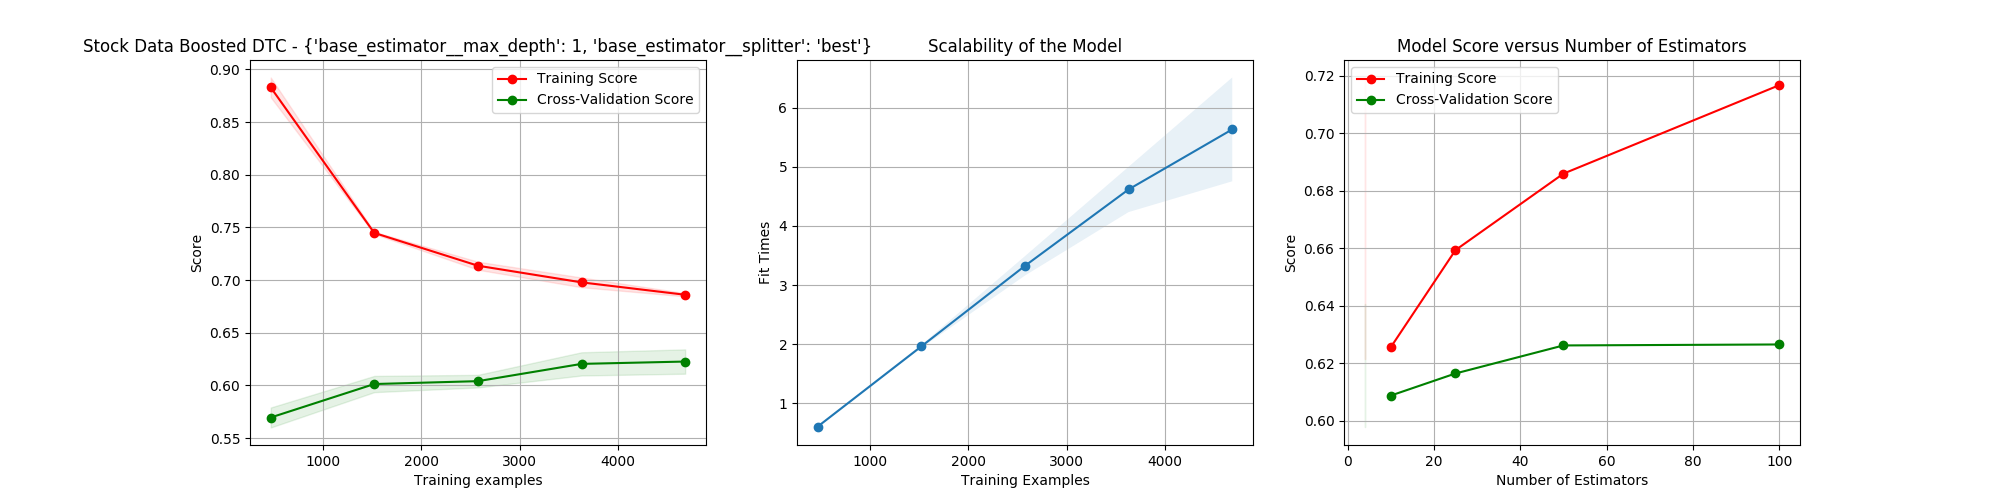 Stock Data Boosted DTC - {'base_estimator__max_depth': 1, 'base_estimator__splitter': 'best'}
0.90
0.85
0.80
0.75
0.70
0.65
0.60
0.55
Score
Training Score
Cross-Validation Score
1000 2000 3000 4000
Training examples
Scalability of the Model
6
5
4
3
2
1
Fit Times
1000 2000 3000 4000
Training Examples
Model Score versus Number of Estimators
0.72
0.70
0.68
0.66
0.64
0.62
0.60
Score
Training Score
Cross-Validation Score
0 20 40 60 80 100
Number of Estimators